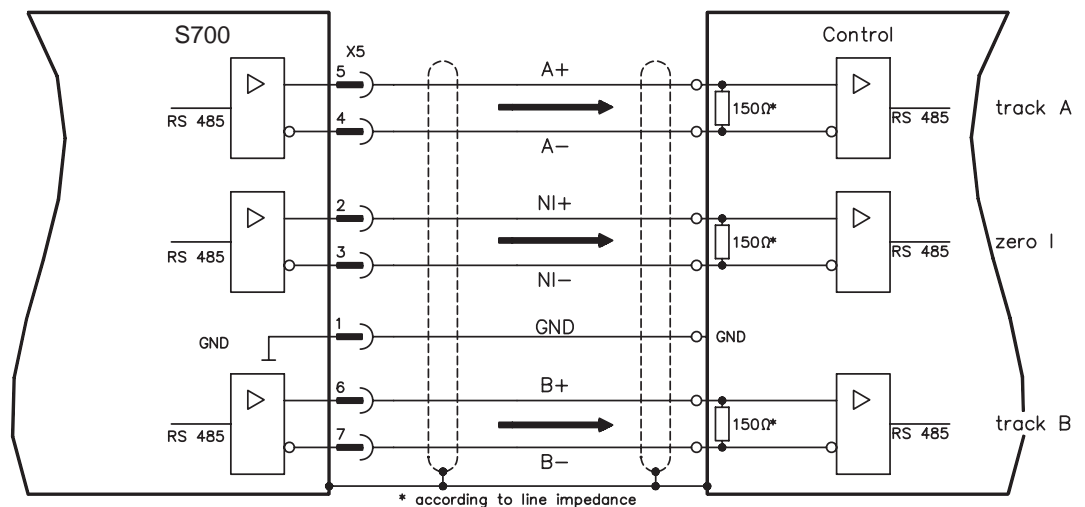 S700
Control
X5
5
A+
RS 485
150Ω*
RS 485
track A
4
A-
2
NI+
RS 485
150Ω*
RS 485
zero I
3
NI-
GND
1
GND
GND
6
B+
RS 485
150Ω*
RS 485
track B
7
B-
* according to line impedance